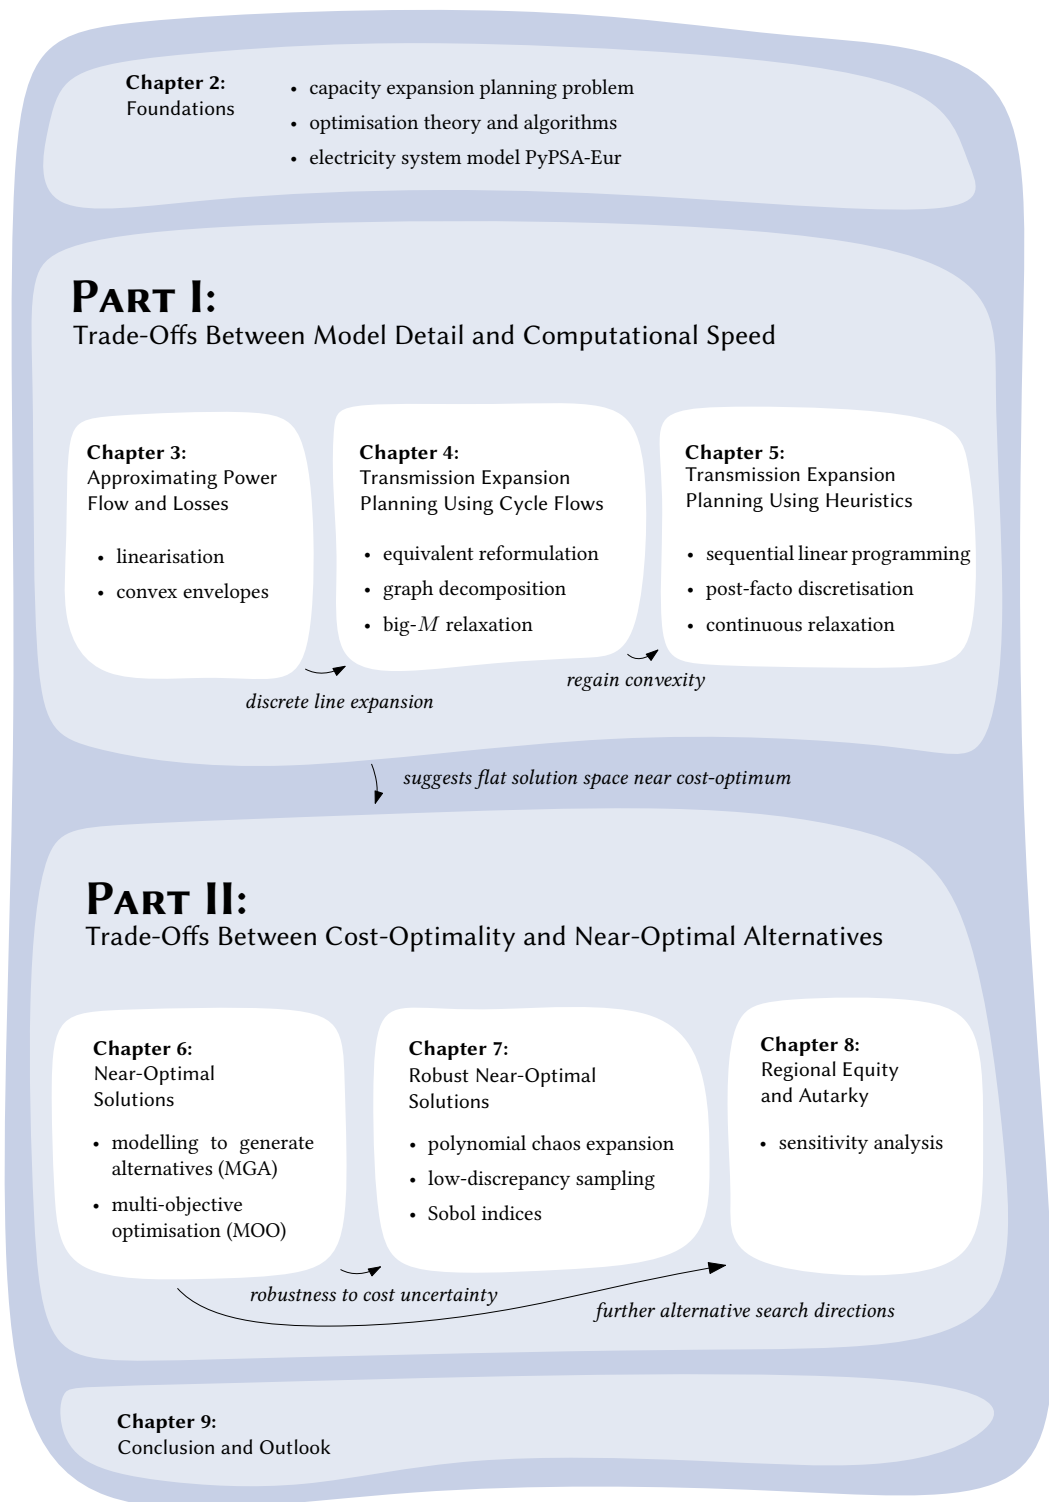 Chapter 2:
Foundations
• capacity expansion planning problem
• optimisation theory and algorithms
• electricity system model PyPSA-Eur
PART I:
Trade-Offs Between Model Detail and Computational Speed
Chapter 3:
Approximating Power
Flow and Losses
• linearisation
• convex envelopes
Chapter 4:
Transmission Expansion
Planning Using Cycle Flows
• equivalent reformulation
• graph decomposition
• big-M relaxation
Chapter 5:
Transmission Expansion
Planning Using Heuristics
• sequential linear programming
• post-facto discretisation
• continuous relaxation
discrete line expansion
regain convexity
suggests flat solution space near cost-optimum
PART II:
Trade-Offs Between Cost-Optimality and Near-Optimal Alternatives
Chapter 6:
Near-Optimal
Solutions
• modelling to generate
alternatives (MGA)
• multi-objective
optimisation (MOO)
Chapter 7:
Robust Near-Optimal
Solutions
• polynomial chaos expansion
• low-discrepancy sampling
• Sobol indices
Chapter 8:
Regional Equity
and Autarky
• sensitivity analysis
robustness to cost uncertainty
further alternative search directions
Chapter 9:
Conclusion and Outlook